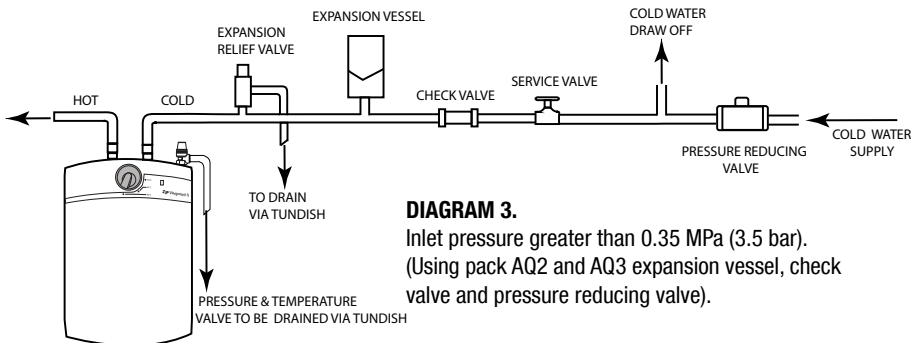 EXPANSION VESSEL
COLD WATER
DRAW OFF
EXPANSION
RELIEF VALVE
HOT
COLD
CHECK VALVE
SERVICE VALVE
COLD WATER
SUPPLY
PRESSURE REDUCING
VALVE
TO DRAIN
VIA TUNDISH
PRESSURE & TEMPERATURE
VALVE TO BE DRAINED VIA TUNDISH
DIAGRAM 3.
Inlet pressure greater than 0.35 MPa (3.5 bar).
(Using pack AQ2 and AQ3 expansion vessel, check
valve and pressure reducing valve).